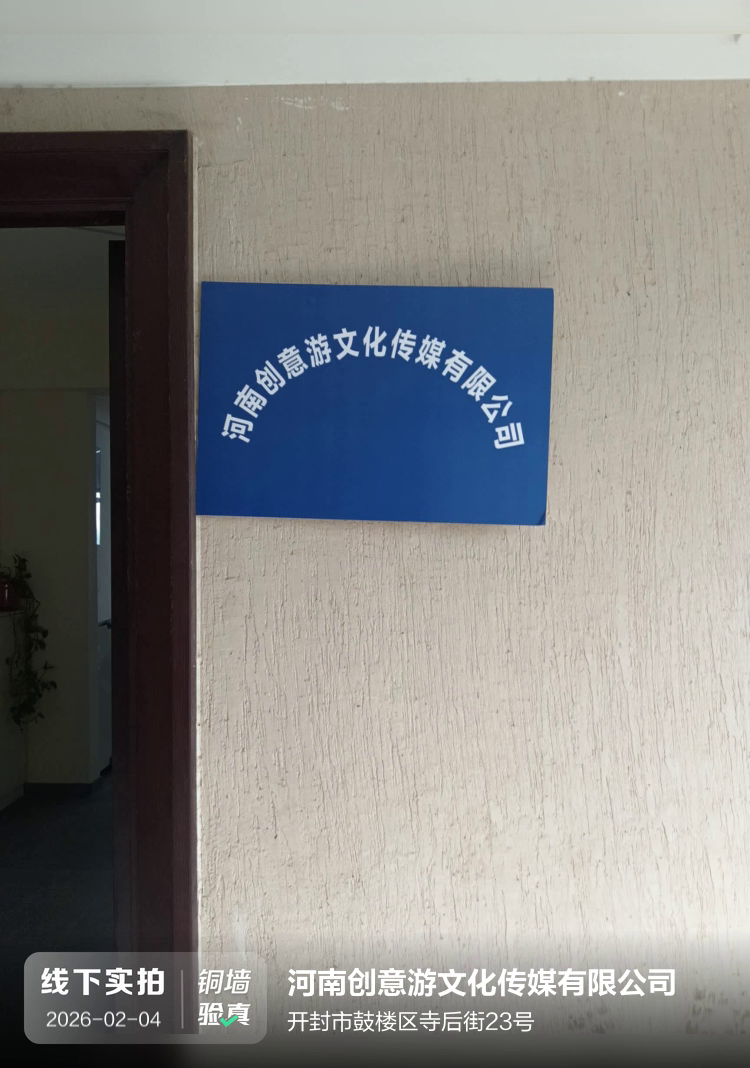 河南创意游文化传媒有限公司
线下实拍
2026-02-04
铜墙
验真
河南创意游文化传媒有限公司
开封市鼓楼区寺后街23号